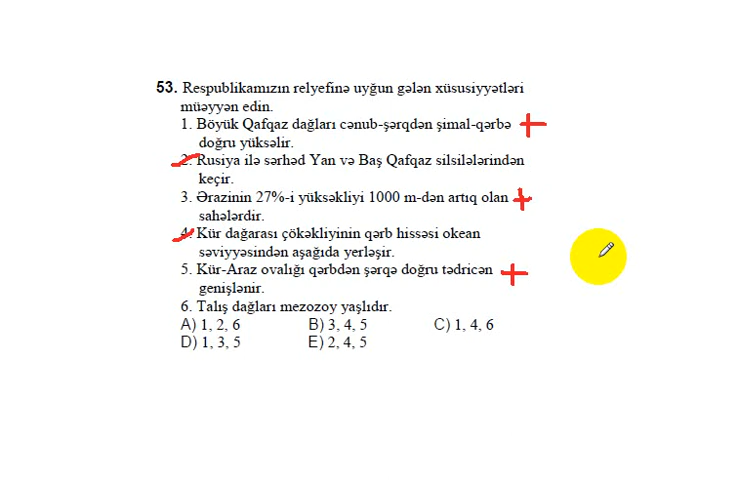 53. Respublikamızın relyefinə uyğun gələn xüsusiyyətləri
müəyyən edin.
1. Böyük Qafqaz dağları cənub-şərqdən şimal-qərbə +
doğru yüksəlir.
2. Rusiya ilə sərhəd Yan və Baş Qafqaz silsilələrindən
keçir.
3. Ərazinin 27%-i yüksəkliyi 1000 m-dən artıq olan +
sahələrdir.
4. Kür dağarası çökəkliyinin qərb hissəsi okean
səviyyəsindən aşağıda yerləşir.
5. Kür-Araz ovalığı qərbdən şərqə doğru tədricən +
genişlənir.
6. Talış dağları mezozoy yaşlıdır.
A) 1, 2, 6 B) 3, 4, 5 C) 1, 4, 6
D) 1, 3, 5 E) 2, 4, 5